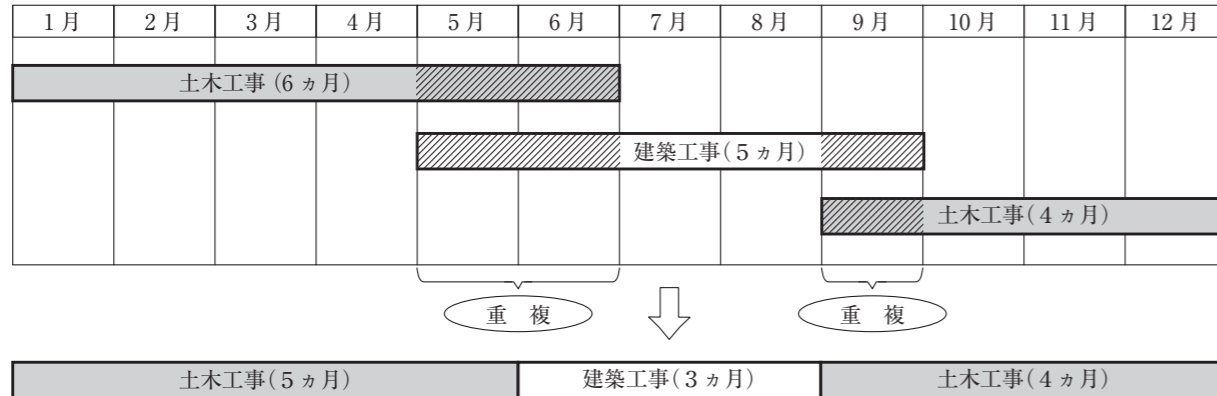 1月 2月 3月 4月 5月 6月 7月 8月 9月 10月 11月 12月
土木工事(6ヵ月)
建築工事(5ヵ月)
土木工事(4ヵ月)
重 複 重 複
土木工事(5ヵ月) 建築工事(3ヵ月) 土木工事(4ヵ月)